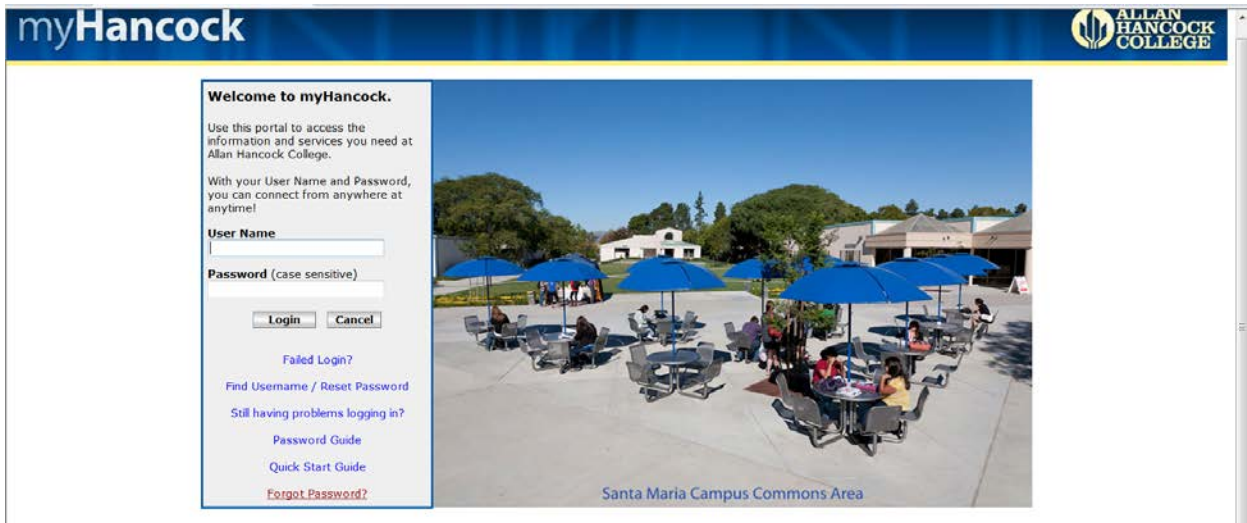 myHancock
ALLAN
HANCOCK
COLLEGE
Welcome to myHancock.
Use this portal to access the
information and services you need at
Allan Hancock College.
With your User Name and Password,
you can connect from anywhere at
anytime!
User Name
Password (case sensitive)
Login Cancel
Failed Login?
Find Username / Reset Password
Still having problems logging in?
Password Guide
Quick Start Guide
Forgot Password?
Santa Maria Campus Commons Area